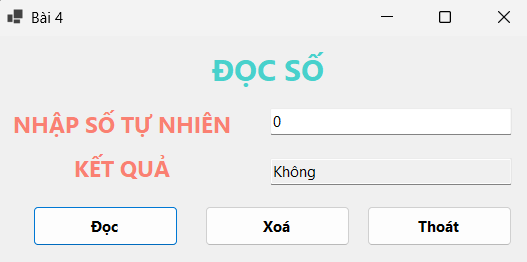 Bài 4
ĐỌC SỐ
NHẬP SỐ TỰ NHIÊN 0
KẾT QUẢ Không
Đọc Xoá Thoát